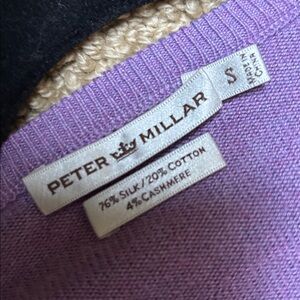 PETER MILLAR
S
MADE IN
CHINA
76% SILK/20% COTTON
4% CASHMERE